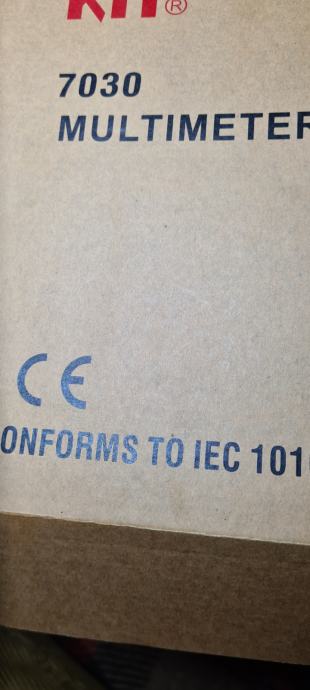 7030
MULTIMETER
CE
ONFORMS TO IEC 101